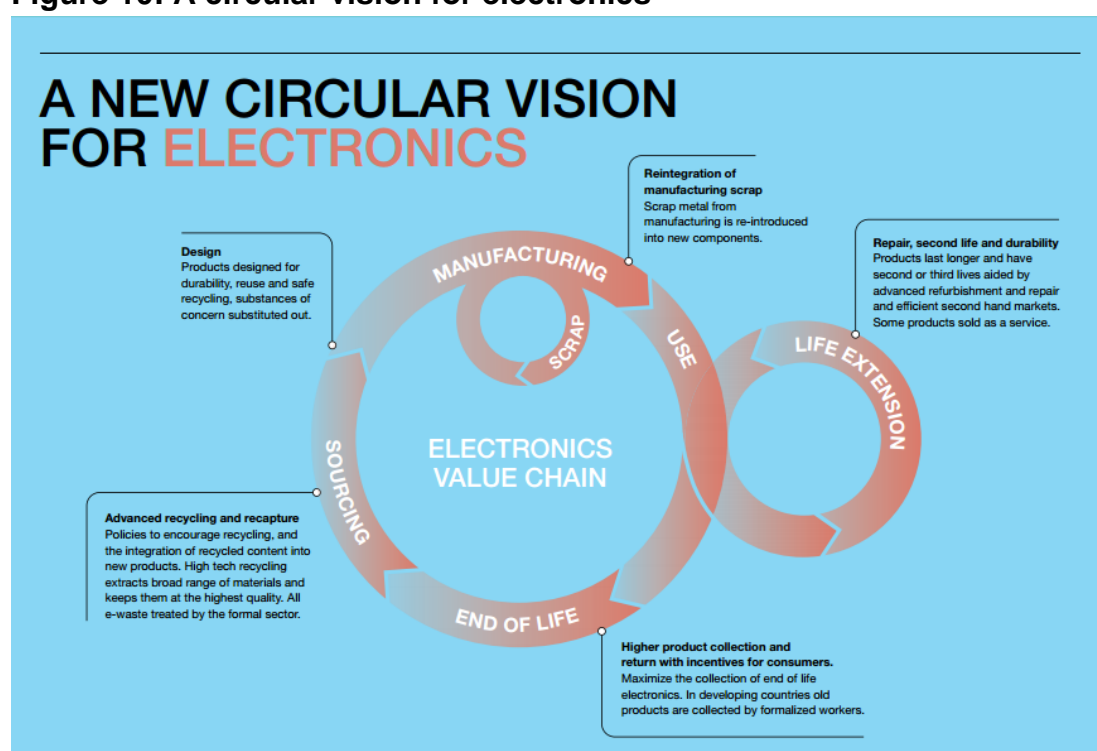 A NEW CIRCULAR VISION
FOR ELECTRONICS
Reintegration of
manufacturing scrap
Scrap metal from
manufacturing is re-introduced
into new components.
Design
Products designed for
durability, reuse and safe
recycling, substances of
concern substituted out.
Repair, second life and durability
Products last longer and have
second or third lives aided by
advanced refurbishment and repair
and efficient second hand markets.
Some products sold as a service.
MANUFACTURING
SCRAP
USE
LIFE EXTENSION
ELECTRONICS
VALUE CHAIN
SOURCING
Advanced recycling and recapture
Policies to encourage recycling, and
the integration of recycled content into
new products. High tech recycling
extracts broad range of materials and
keeps them at the highest quality. All
e-waste treated by the formal sector.
END OF LIFE
Higher product collection and
return with incentives for consumers.
Maximize the collection of end of life
electronics. In developing countries old
products are collected by formalized workers.